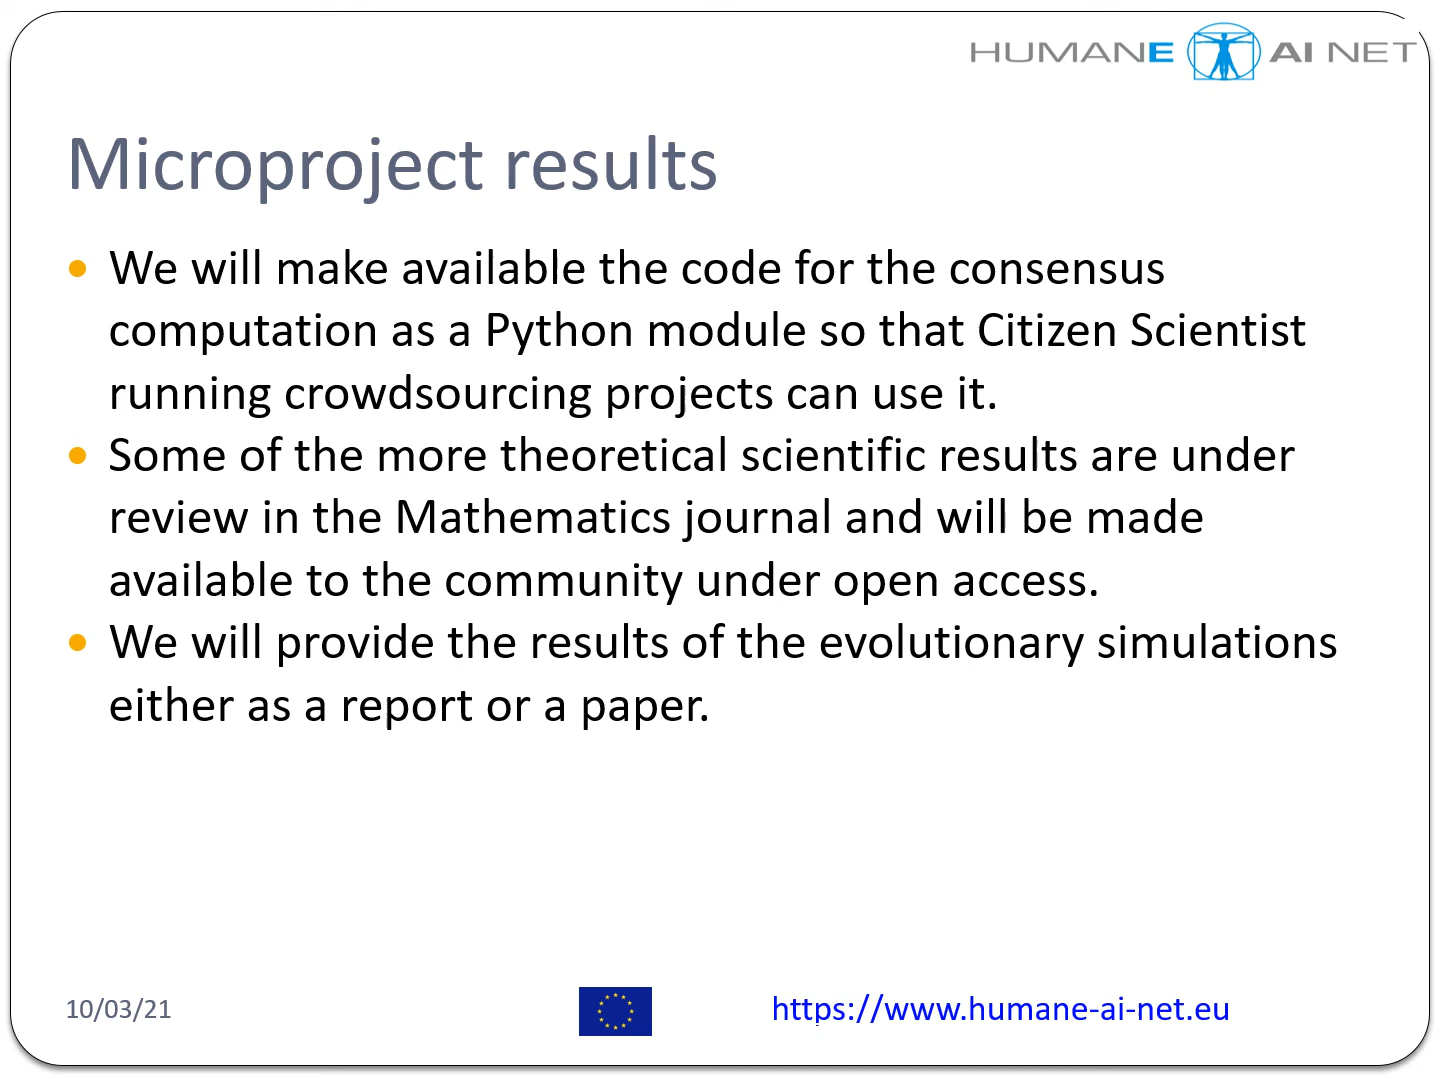 HUMANE AI NET
Microproject results
We will make available the code for the consensus
computation as a Python module so that Citizen Scientist
running crowdsourcing projects can use it.
Some of the more theoretical scientific results are under
review in the Mathematics journal and will be made
available to the community under open access.
We will provide the results of the evolutionary simulations
either as a report or a paper.
10/03/21
https://www.humane-ai-net.eu